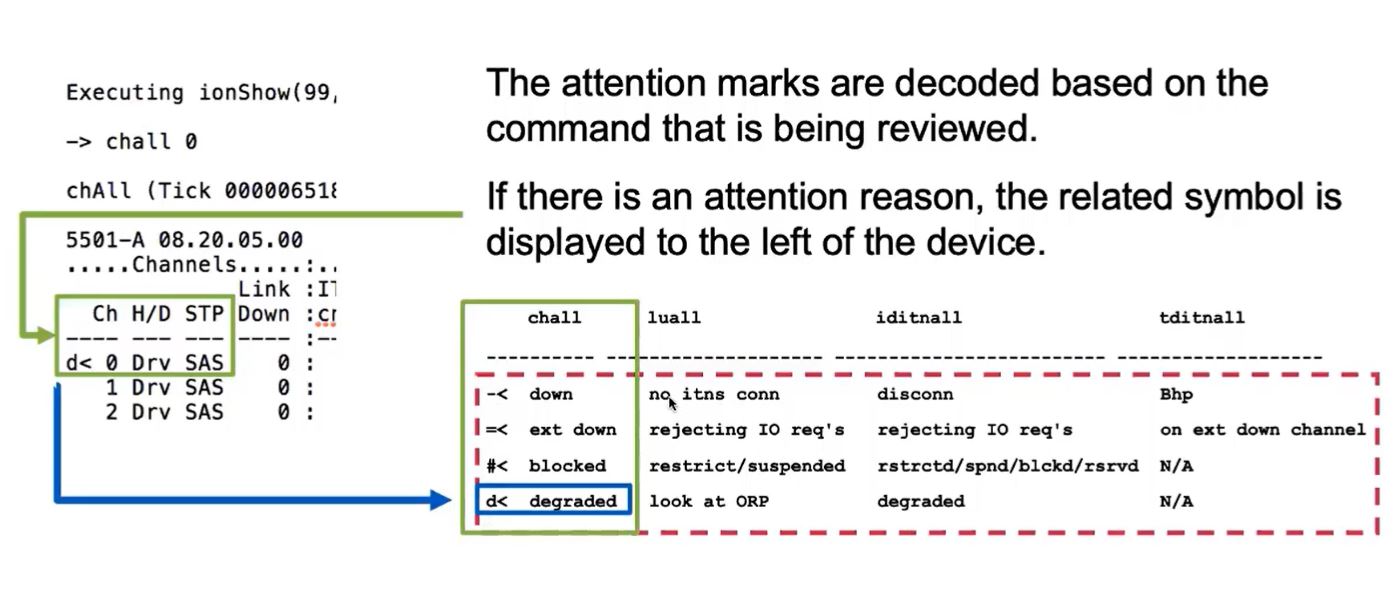 Executing ionShow(99,
-> chall 0
chAll (Tick 0000006518
5501-A 08.20.05.00
.....Channels.....:..
Link :IT
Ch H/D STP Down :cr
---- --- --- ---- :--
d< 0 Drv SAS 0 :
1 Drv SAS 0 :
2 Drv SAS 0 :
The attention marks are decoded based on the
command that is being reviewed.
If there is an attention reason, the related symbol is
displayed to the left of the device.
chall luall iditnall tditnall
---------- -------------------- ------------------------- -------------------
-< down no itns conn disconn Bhp
=< ext down rejecting IO req's rejecting IO req's on ext down channel
#< blocked restrict/suspended rstrctd/spnd/blckd/rsrvd N/A
d< degraded look at ORP degraded N/A